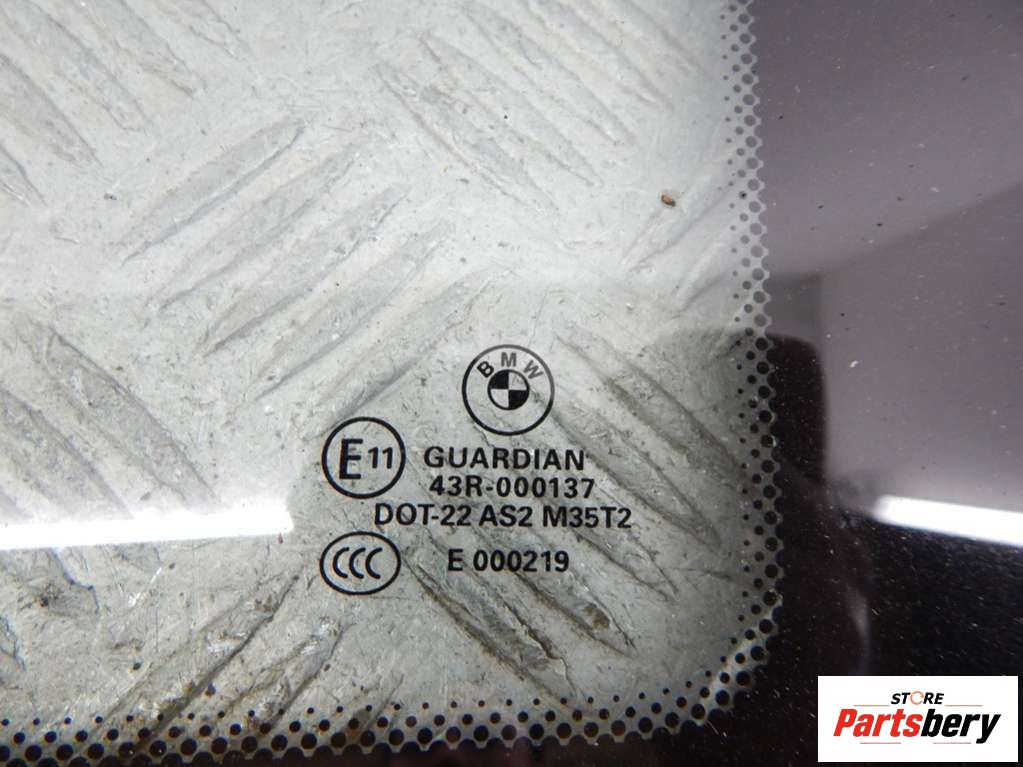 BMW
E11 GUARDIAN
43R-000137
DOT-22 AS2 M35T2
CCC E 000219
STORE
Partsbery